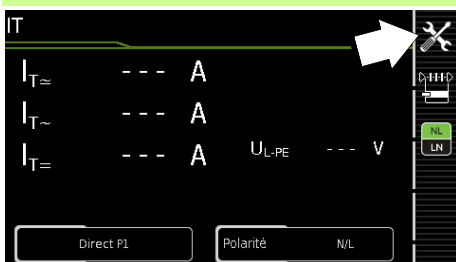 IT
IT≃ --- A
IT~ --- A
IT= --- A
UL-PE --- V
NL
LN
Direct P1
Polarité N/L